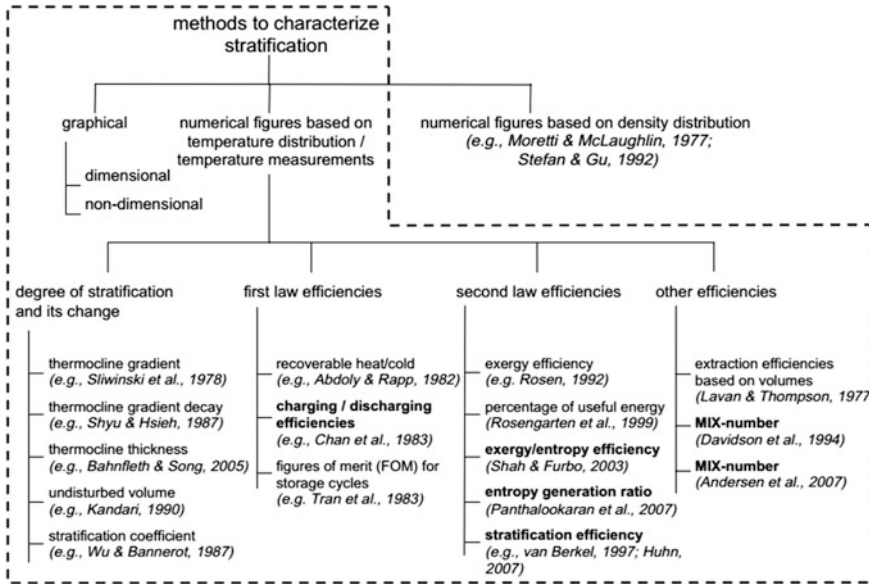 methods to characterize
stratification
graphical
dimensional
non-dimensional
numerical figures based on
temperature distribution /
temperature measurements
numerical figures based on density distribution
(e.g., Moretti & McLaughlin, 1977;
Stefan & Gu, 1992)
degree of stratification
and its change
thermocline gradient
(e.g., Sliwinski et al., 1978)
thermocline gradient decay
(e.g., Shyu & Hsieh, 1987)
thermocline thickness
(e.g., Bahnfleth & Song, 2005)
undisturbed volume
(e.g., Kandari, 1990)
stratification coefficient
(e.g., Wu & Bannerot, 1987)
first law efficiencies
recoverable heat/cold
(e.g., Abdoly & Rapp, 1982)
charging / discharging
efficiencies
(e.g., Chan et al., 1983)
figures of merit (FOM) for
storage cycles
(e.g. Tran et al., 1983)
second law efficiencies
exergy efficiency
(e.g. Rosen, 1992)
percentage of useful energy
(Rosengarten et al., 1999)
exergy/entropy efficiency
(Shah & Furbo, 2003)
entropy generation ratio
(Panthalookaran et al., 2007)
stratification efficiency
(e.g., van Berkel, 1997; Huhn,
2007)
other efficiencies
extraction efficiencies
based on volumes
(Lavan & Thompson, 1977
MIX-number
(Davidson et al., 1994)
MIX-number
(Andersen et al., 2007)